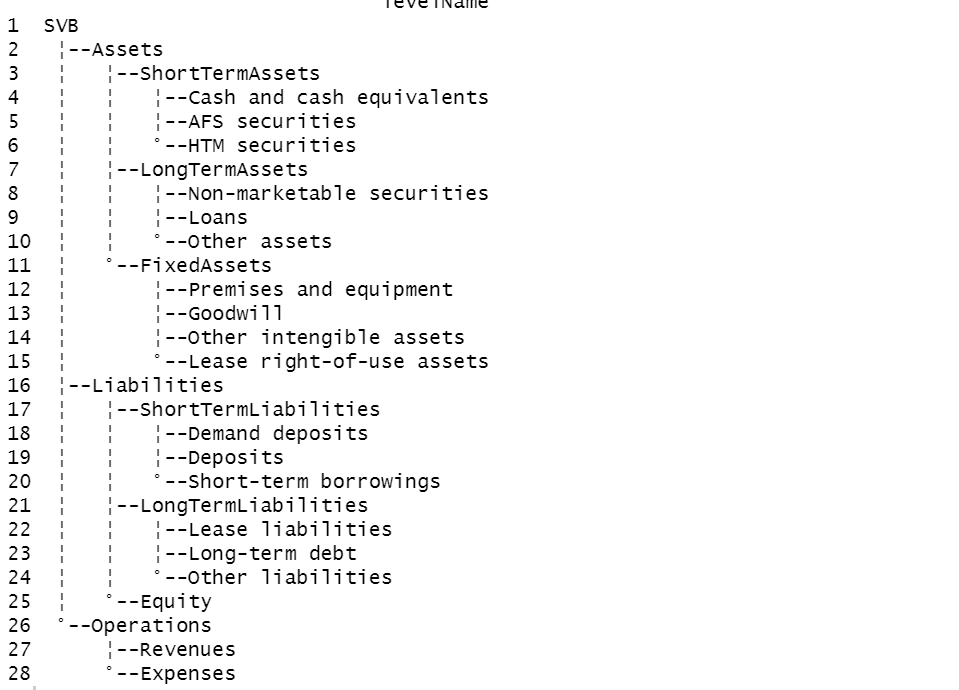 levelName
1  SVB
2   ¦--Assets
3   ¦   ¦--ShortTermAssets
4   ¦   ¦   ¦--Cash and cash equivalents
5   ¦   ¦   ¦--AFS securities
6   ¦   ¦   °--HTM securities
7   ¦   ¦--LongTermAssets
8   ¦   ¦   ¦--Non-marketable securities
9   ¦   ¦   ¦--Loans
10  ¦   ¦   °--Other assets
11  ¦   °--FixedAssets
12  ¦       ¦--Premises and equipment
13  ¦       ¦--Goodwill
14  ¦       ¦--Other intengible assets
15  ¦       °--Lease right-of-use assets
16  ¦--Liabilities
17  ¦   ¦--ShortTermLiabilities
18  ¦   ¦   ¦--Demand deposits
19  ¦   ¦   ¦--Deposits
20  ¦   ¦   °--Short-term borrowings
21  ¦   ¦--LongTermLiabilities
22  ¦   ¦   ¦--Lease liabilities
23  ¦   ¦   ¦--Long-term debt
24  ¦   ¦   °--Other liabilities
25  ¦   °--Equity
26  °--Operations
27      ¦--Revenues
28      °--Expenses